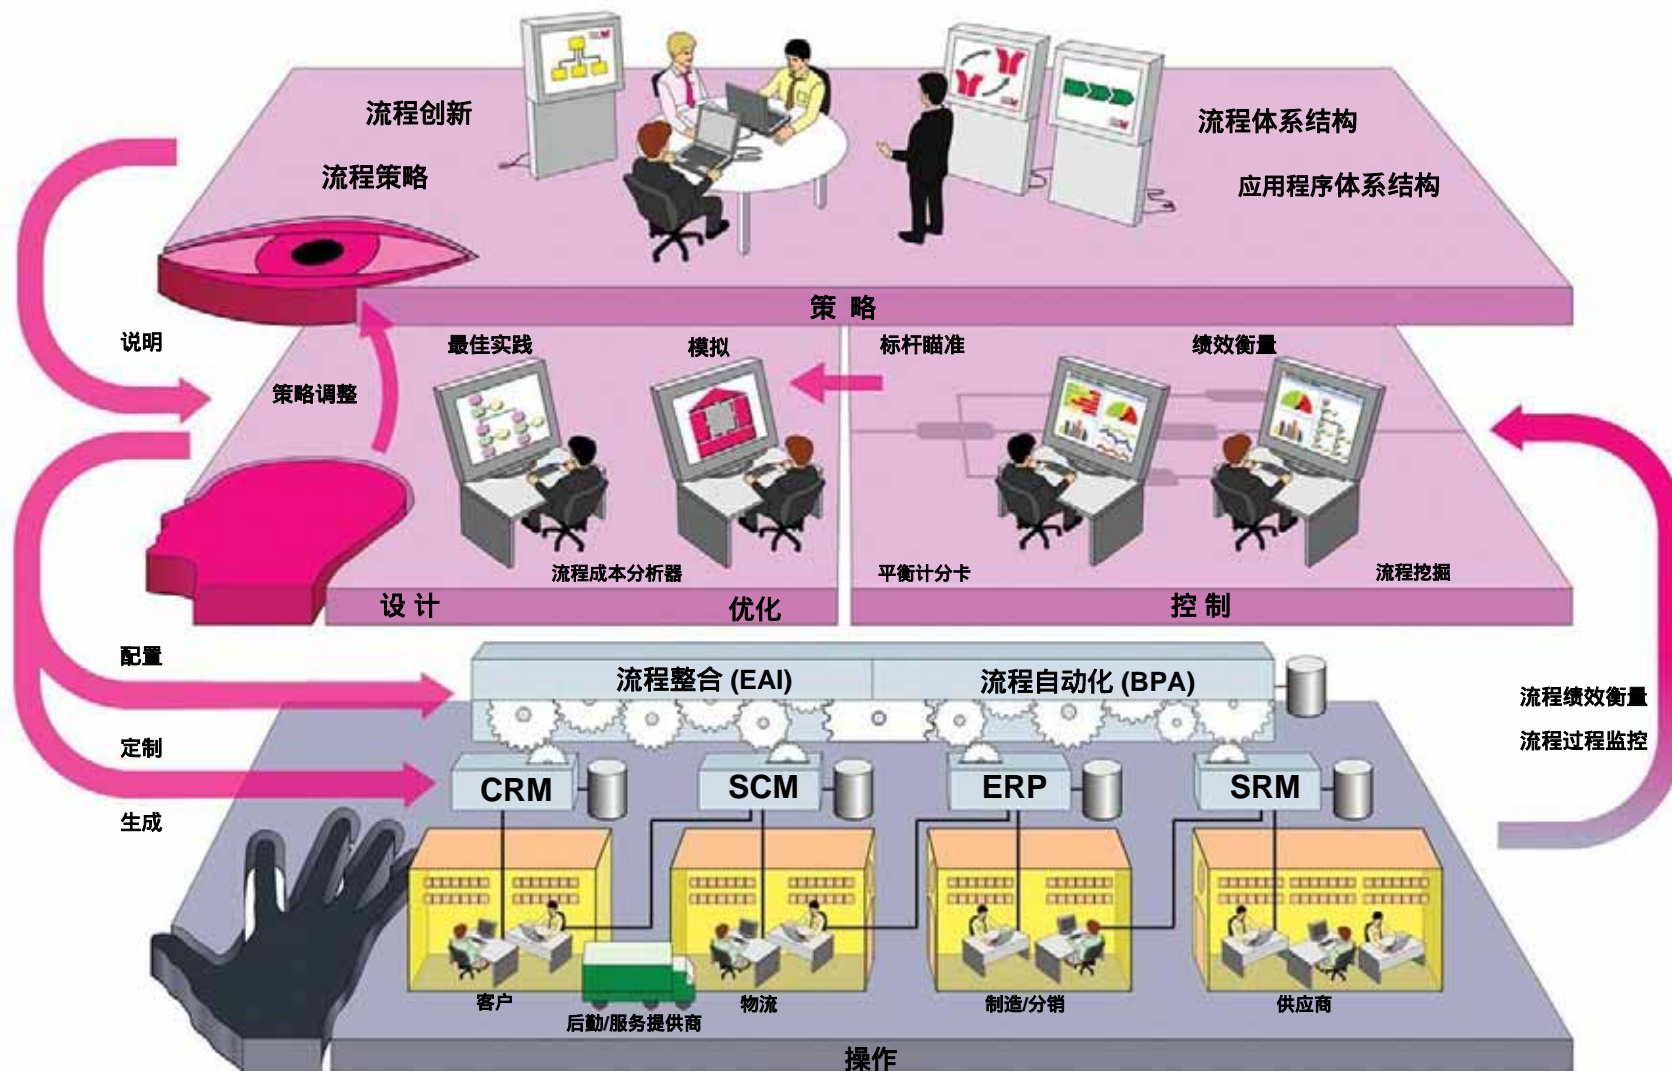 流程创新
流程策略
流程体系结构
应用程序体系结构
策 略
说明
策略调整
最佳实践
模拟
标杆瞄准
绩效衡量
流程成本分析器
平衡计分卡
流程挖掘
设 计
优化
控 制
配置
定制
生成
流程整合 (EAI)
流程自动化 (BPA)
流程绩效衡量
流程过程监控
CRM
SCM
ERP
SRM
客户
后勤/服务提供商
物流
制造/分销
供应商
操作